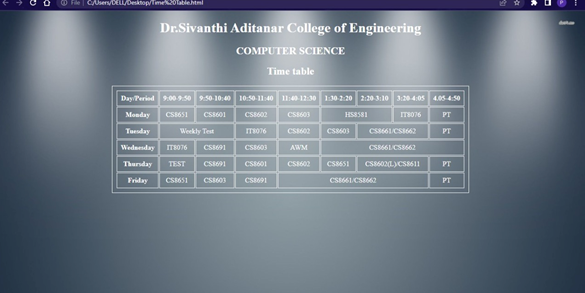 File | C:/Users/DELL/Desktop/Time%20Table.html
Dr.Sivanthi Aditanar College of Engineering
COMPUTER SCIENCE
Time table
Day/Period 9:00-9:50 9:50-10:40 10:50-11:40 11:40-12:30 1:30-2:20 2:20-3:10 3:20-4:05 4.05-4:50
Monday CS8651 CS8601 CS8602 CS8603 HS8581 IT8076 PT
Tuesday Weekly Test IT8076 CS8602 CS8603 CS8661/CS8662 PT
Wednesday IT8076 CS8691 CS8603 AWM CS8661/CS8662
Thursday TEST CS8691 CS8601 CS8602 CS8651 CS8602(L)/CS8611 PT
Friday CS8651 CS8603 CS8691 CS8661/CS8662 PT